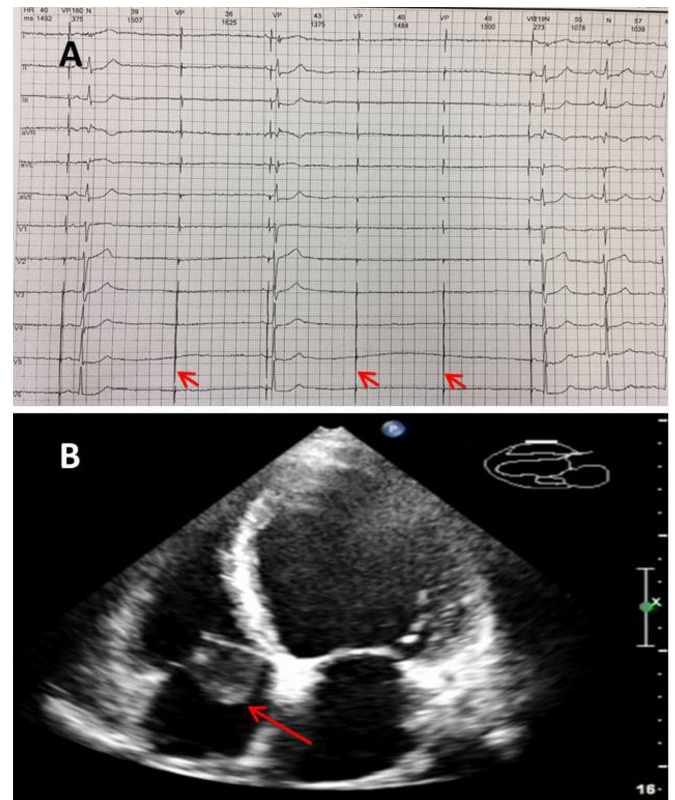 HR 40 VP 160 N 39 VP 36 VP 43 VP 40 VP 40 VP 219 N 55 N 57
ms 1492 375 1507 1625 1375 1484 1500 273 1078 1039
A
I
II
III
aVR
aVL
aVF
V1
V2
V3
V4
V5
V6
B
P
X
16